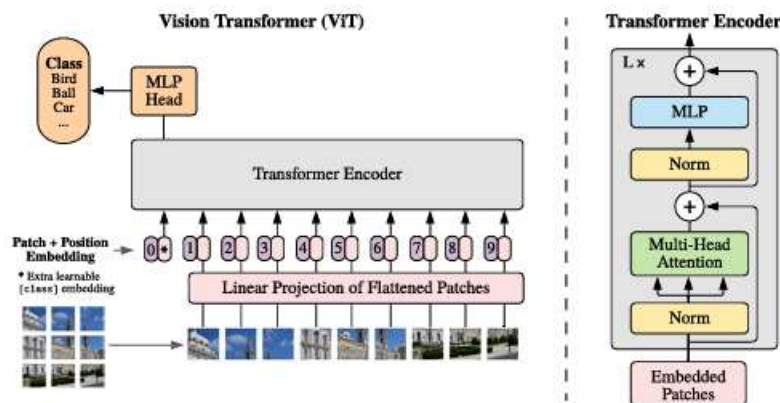 Vision Transformer (ViT)
Class
Bird
Ball
Car
...
MLP
Head
Transformer Encoder
Patch + Position
Embedding
0 * 1 2 3 4 5 6 7 8 9
* Extra learnable
[class] embedding
Linear Projection of Flattened Patches
Transformer Encoder
L ×
+
MLP
Norm
+
Multi-Head
Attention
Norm
Embedded
Patches